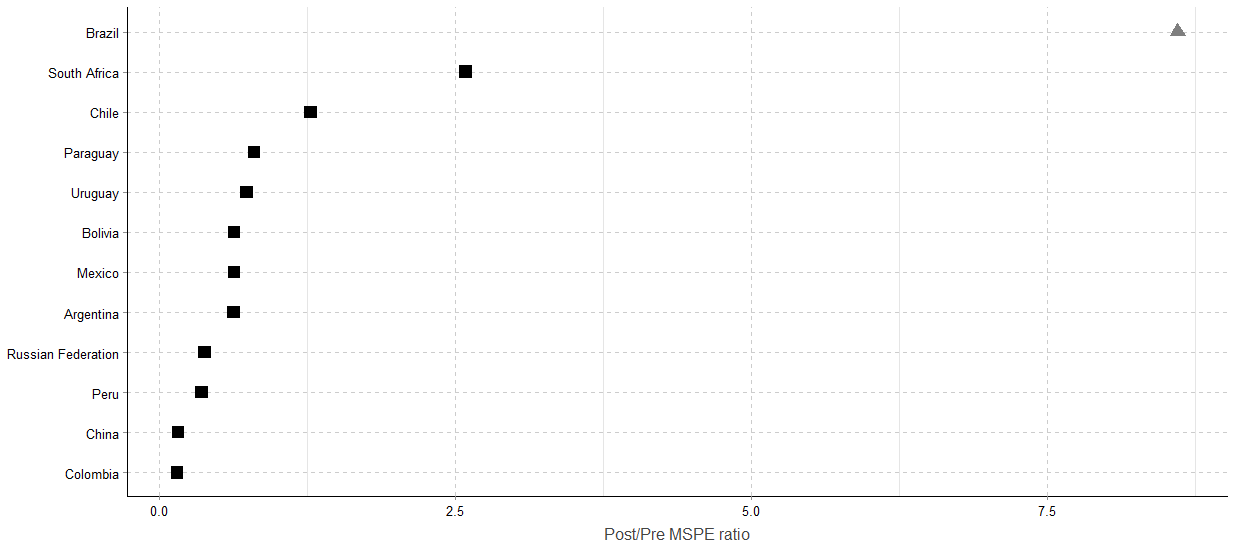 Brazil
South Africa
Chile
Paraguay
Uruguay
Bolivia
Mexico
Argentina
Russian Federation
Peru
China
Colombia
0.0 2.5 5.0 7.5
Post/Pre MSPE ratio